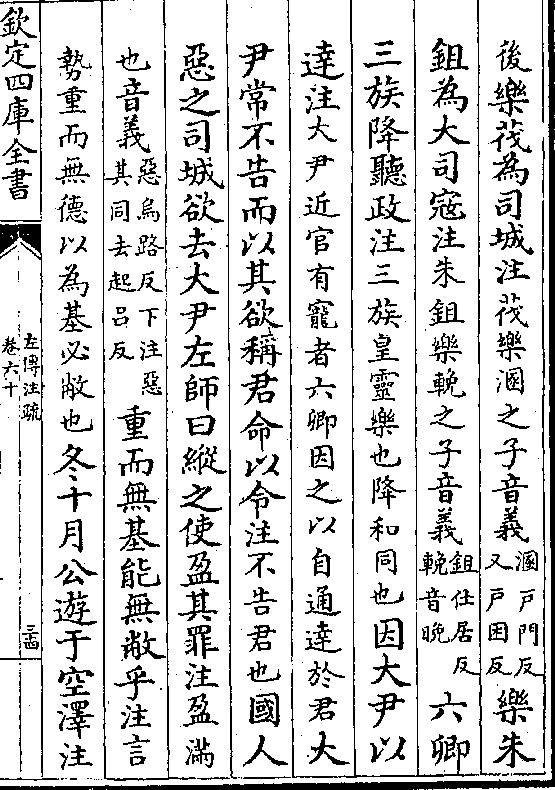 後樂茷為司城注茷樂溷之子音義溷戶門反又戶困反樂朱
鉏為大司寇注朱鉏樂輓之子音義鉏仕居反輓音晚六卿
三族降聽政注三族皇靈樂也降和同也因大尹以
達注大尹近官有寵者六卿因之以自通達於君大
尹常不告而以其欲稱君命以令注不告君也國人
惡之司城欲去大尹左師曰縱之使盈其罪注盈滿
也音義惡烏路反下注惡其同去起呂反重而無基能無敝乎注言
勢重而無德以為基必敝也冬十月公遊于空澤注
欽定四庫全書
左傳注疏
卷六十
三四